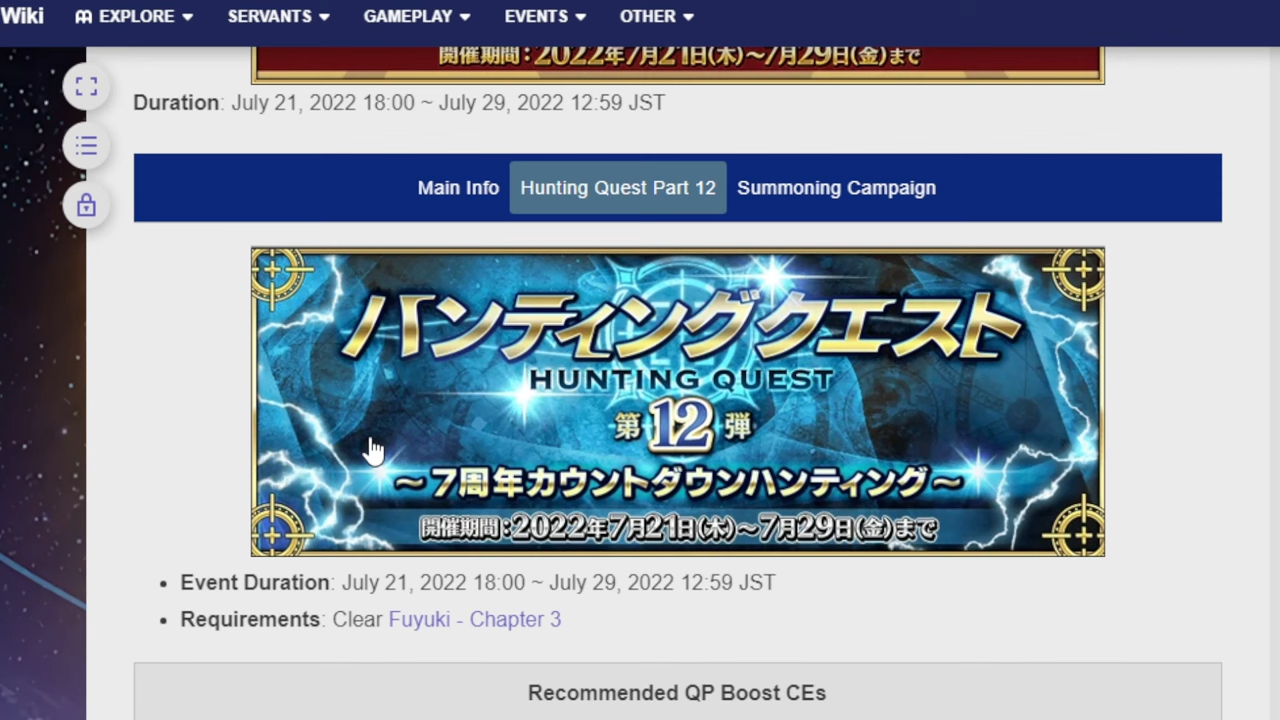 Wiki EXPLORE SERVANTS GAMEPLAY EVENTS OTHER
開催期間：2022年7月21日(木)～7月29日(金)まで
Duration: July 21, 2022 18:00 ~ July 29, 2022 12:59 JST
Main Info Hunting Quest Part 12 Summoning Campaign
ハンティングクエスト
HUNTING QUEST
第12弾
～7周年カウントダウンハンティング～
開催期間：2022年7月21日(木)～7月29日(金)まで
• Event Duration: July 21, 2022 18:00 ~ July 29, 2022 12:59 JST
• Requirements: Clear Fuyuki - Chapter 3
Recommended QP Boost CEs